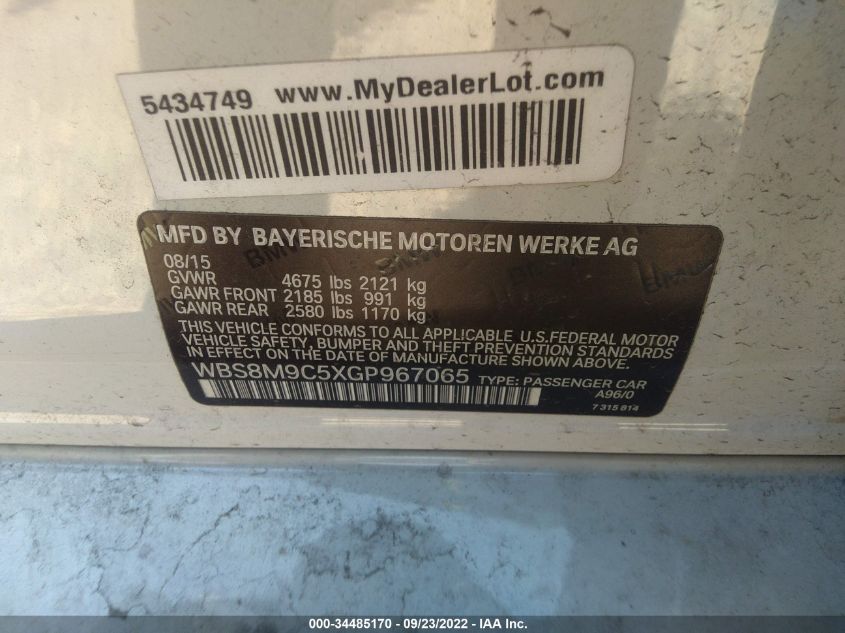 5434749 www.MyDealerLot.com
MFD BY BAYERISCHE MOTOREN WERKE AG
08/15
GVWR 4675 lbs 2121 kg
GAWR FRONT 2185 lbs 991 kg
GAWR REAR 2580 lbs 1170 kg
THIS VEHICLE CONFORMS TO ALL APPLICABLE U.S.FEDERAL MOTOR
VEHICLE SAFETY, BUMPER AND THEFT PREVENTION STANDARDS
IN EFFECT ON THE DATE OF MANUFACTURE SHOWN ABOVE.
WBS8M9C5XGP967065 TYPE: PASSENGER CAR
A96/0
7 315 814
000-34485170 / 09/23/2022 - IAA Inc.